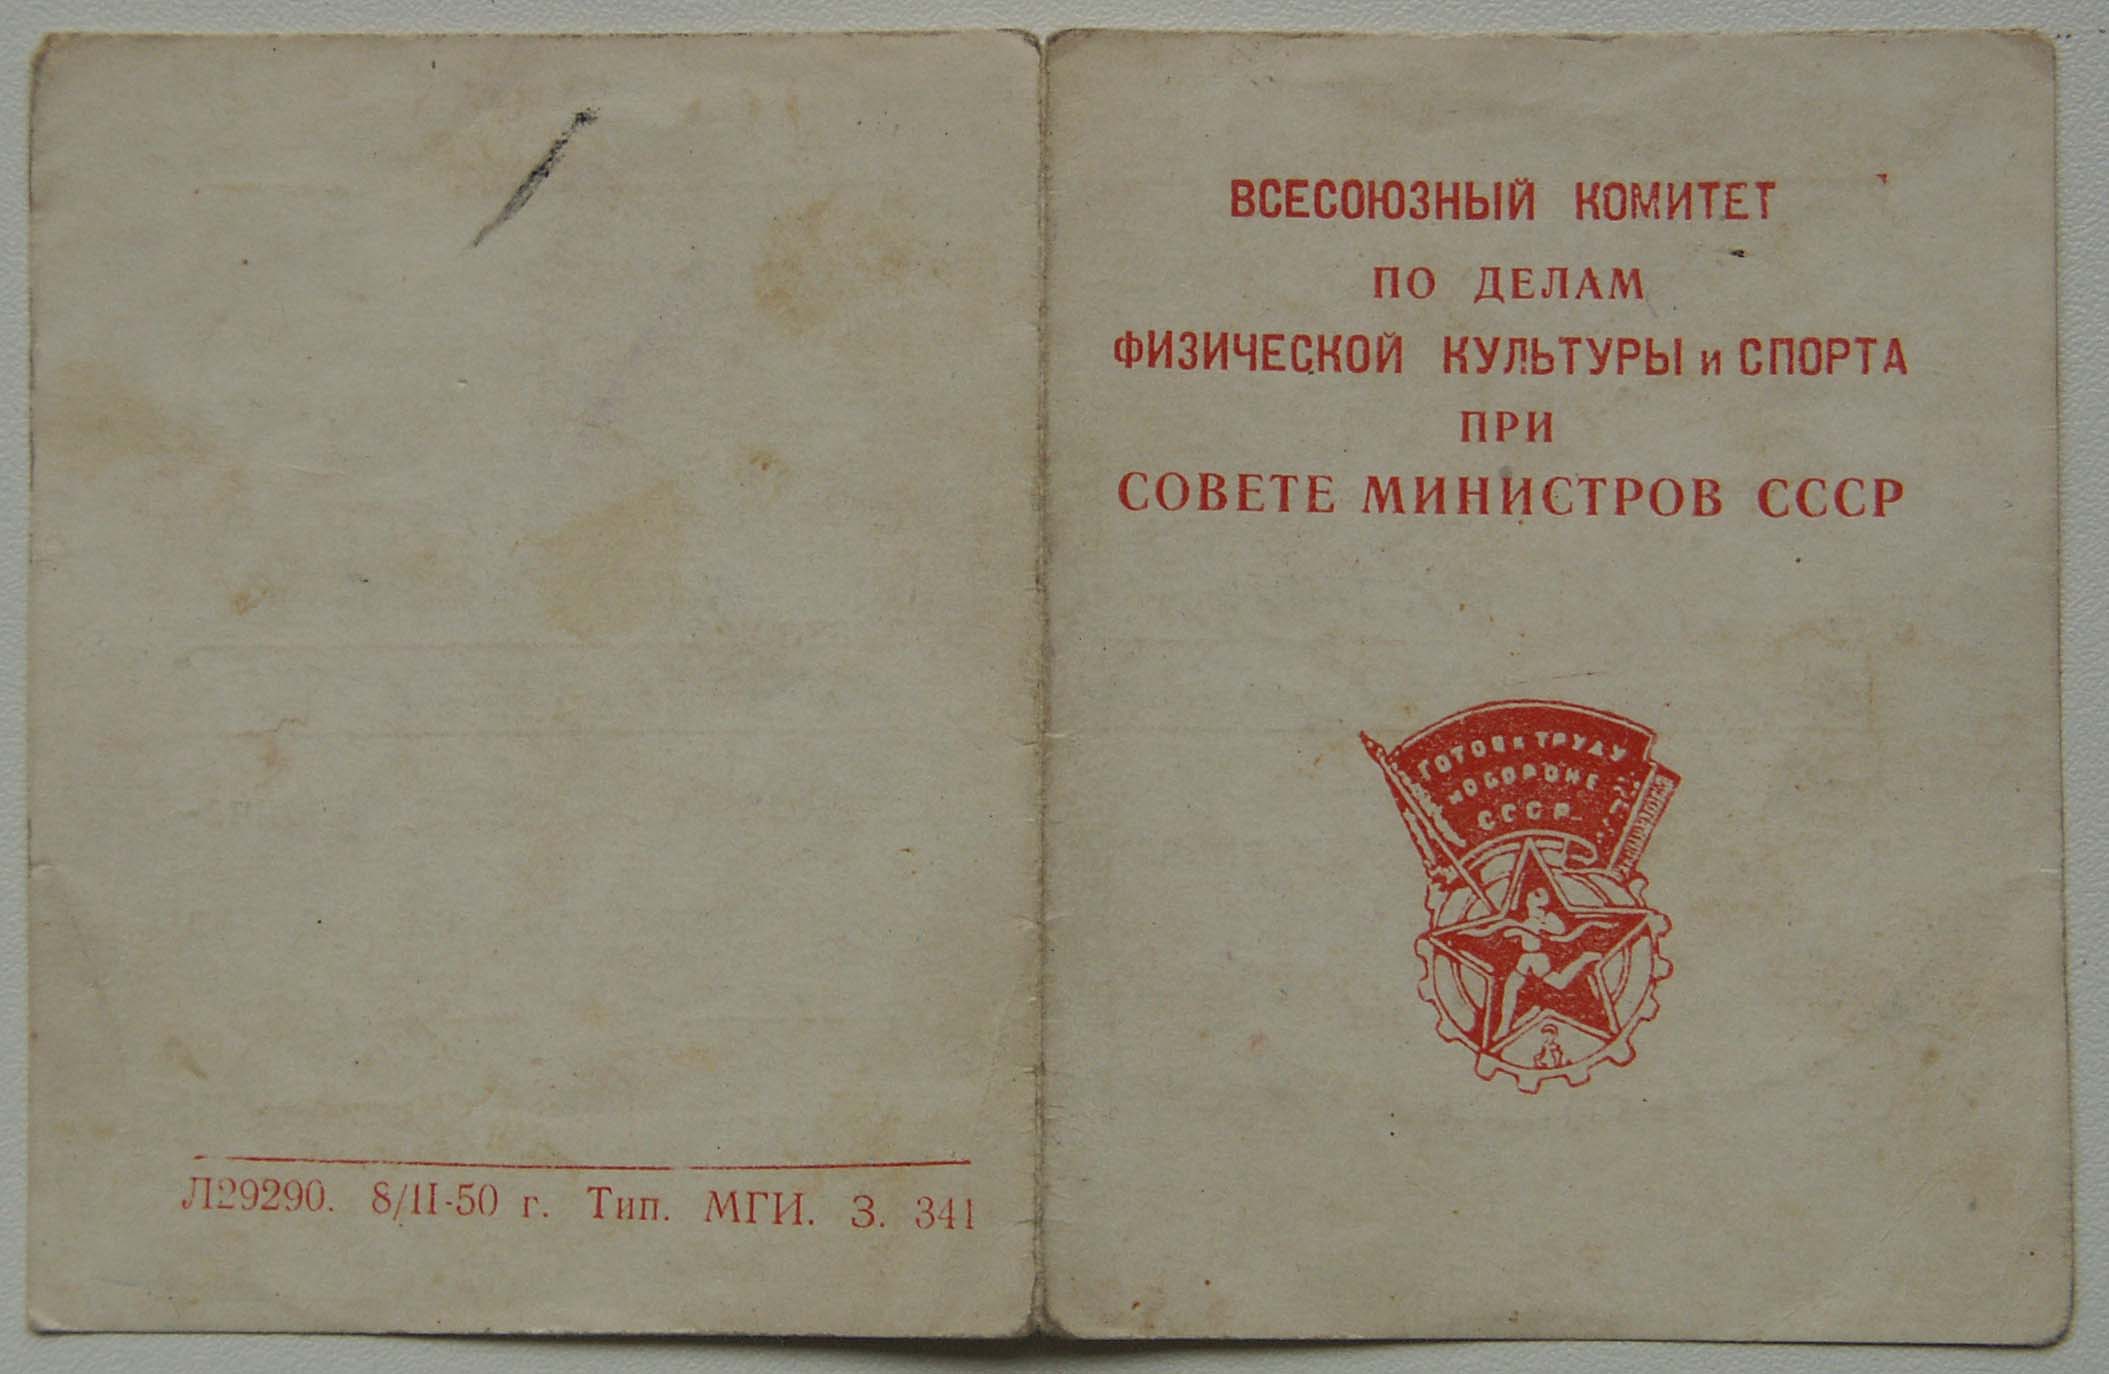 ВСЕСОЮЗНЫЙ КОМИТЕТ
ПО ДЕЛАМ
ФИЗИЧЕСКОЙ КУЛЬТУРЫ и СПОРТА
ПРИ
СОВЕТЕ МИНИСТРОВ СССР
ГОТОВ к ТРУДУ
и ОБОРОНЕ
СССР
Л29290. 8/II-50 г. Тип. МГИ. З. 341